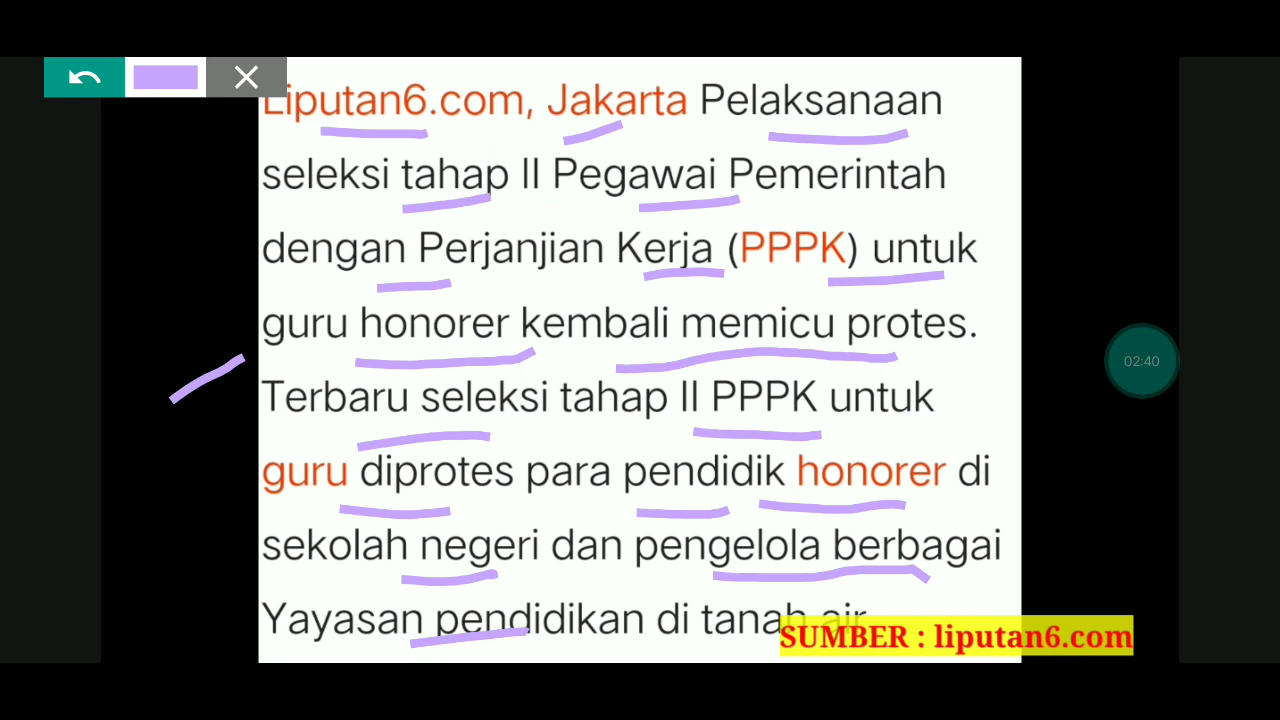 Liputan6.com, Jakarta Pelaksanaan
seleksi tahap II Pegawai Pemerintah
dengan Perjanjian Kerja (PPPK) untuk
guru honorer kembali memicu protes.
Terbaru seleksi tahap II PPPK untuk
guru diprotes para pendidik honorer di
sekolah negeri dan pengelola berbagai
Yayasan pendidikan di tanah air
SUMBER : liputan6.com
02:40